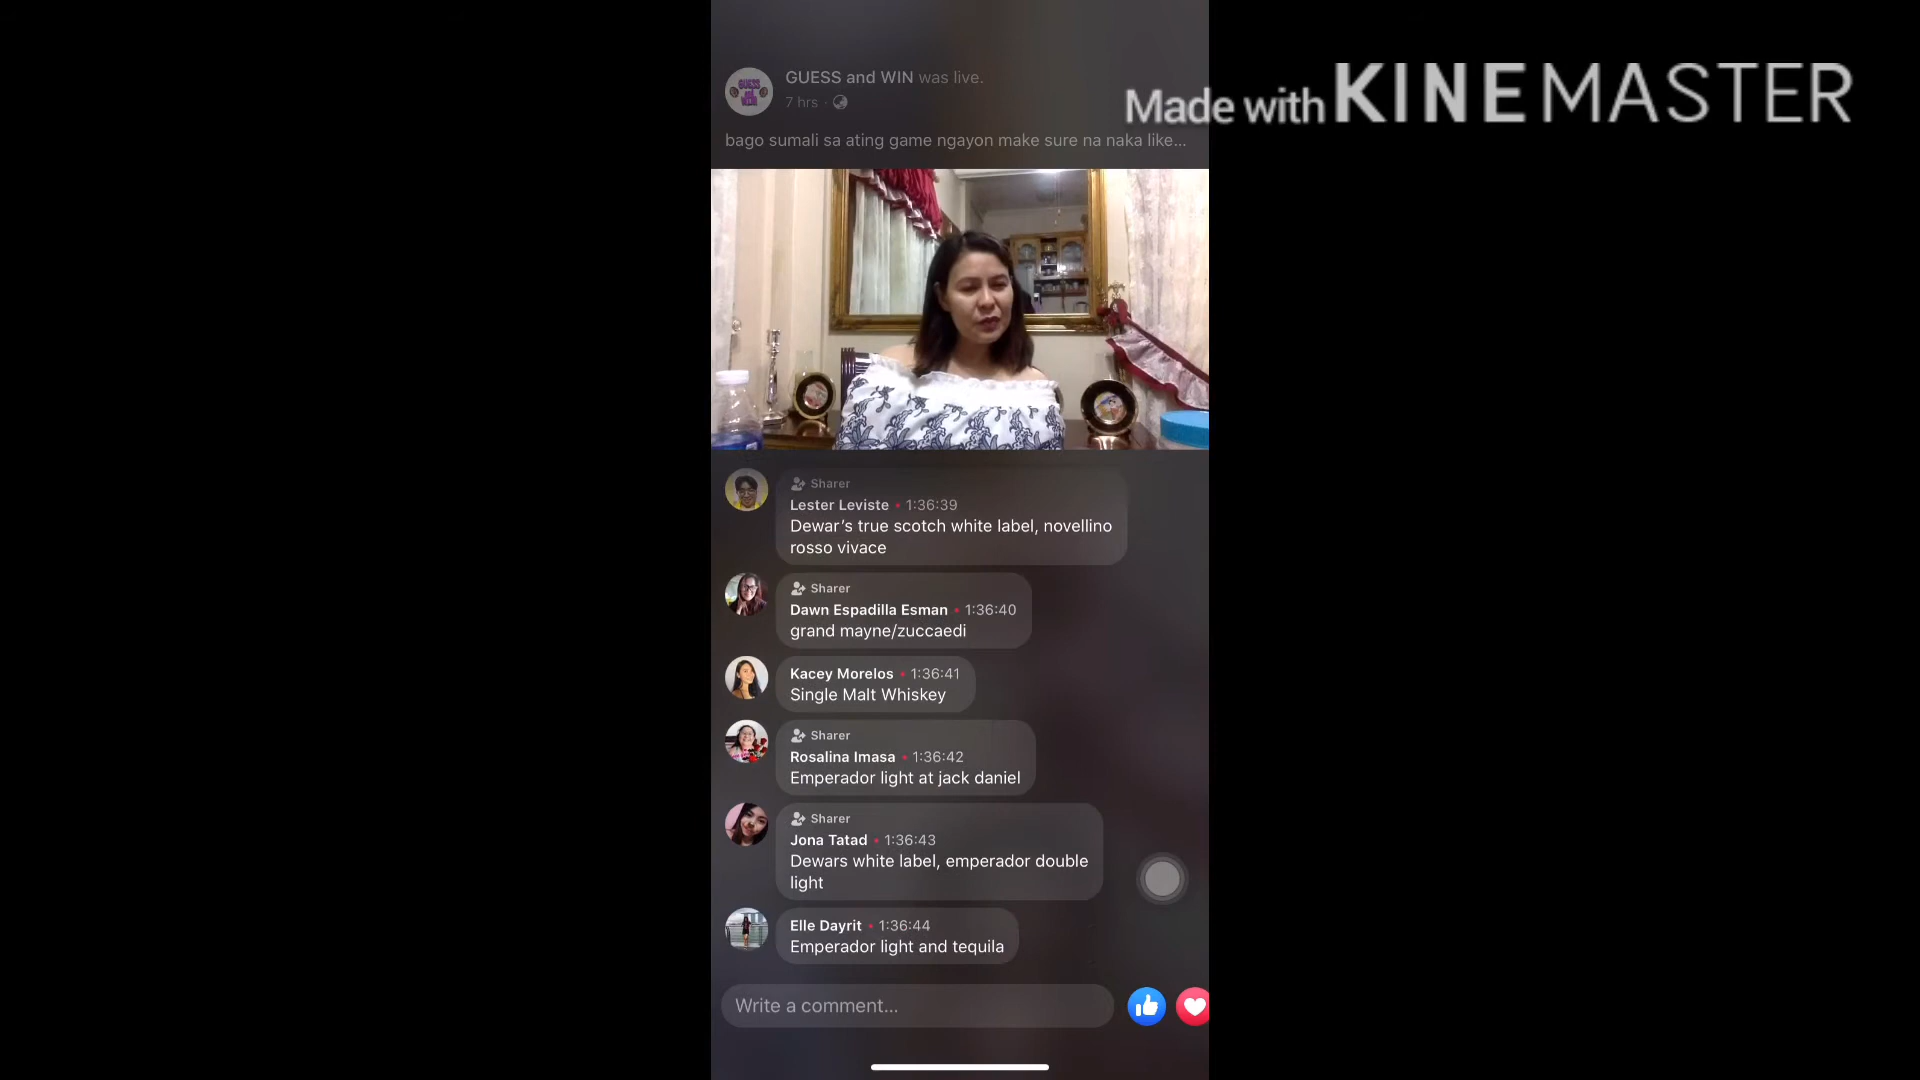 GUESS and WIN was live.
7 hrs ·
Made with KINEMASTER
bago sumali sa ating game ngayon make sure na naka like...
Sharer
Lester Leviste • 1:36:39
Dewar's true scotch white label, novellino
rosso vivace
Sharer
Dawn Espadilla Esman • 1:36:40
grand mayne/zuccaedi
Kacey Morelos • 1:36:41
Single Malt Whiskey
Sharer
Rosalina Imasa • 1:36:42
Emperador light at jack daniel
Sharer
Jona Tatad • 1:36:43
Dewars white label, emperador double
light
Elle Dayrit • 1:36:44
Emperador light and tequila
Write a comment...